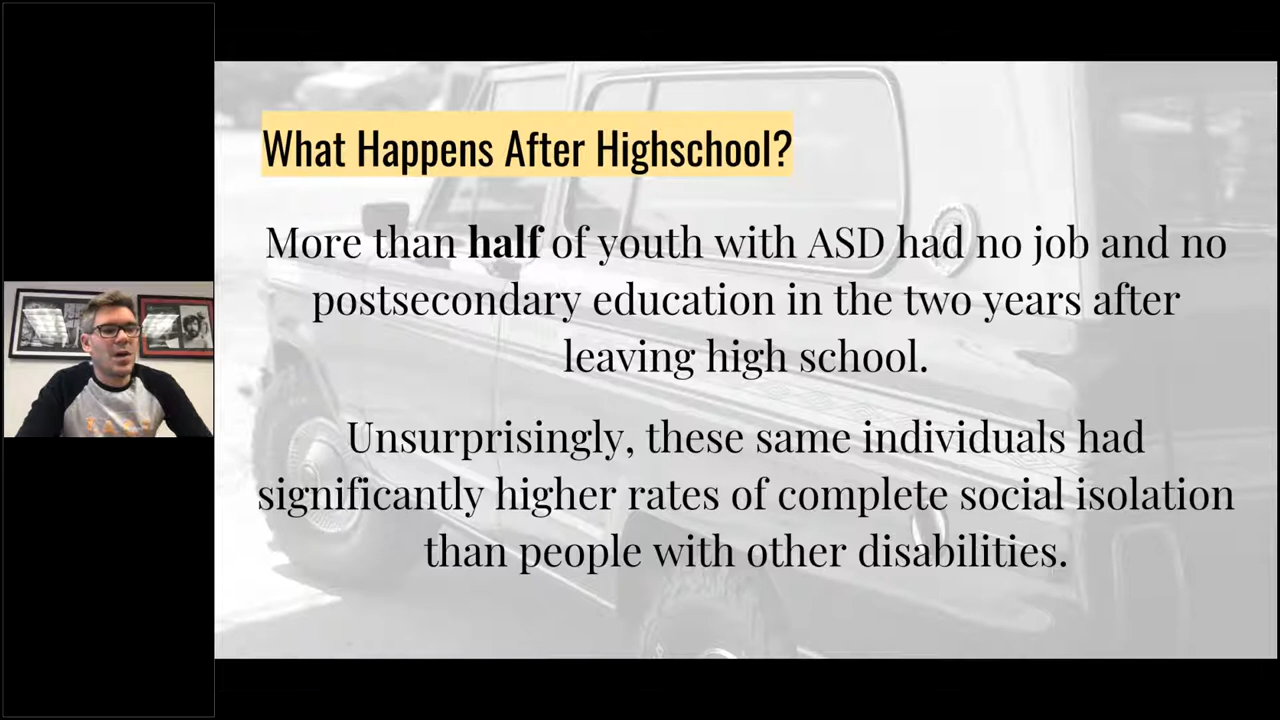 What Happens After Highschool?
More than half of youth with ASD had no job and no
postsecondary education in the two years after
leaving high school.
Unsurprisingly, these same individuals had
significantly higher rates of complete social isolation
than people with other disabilities.